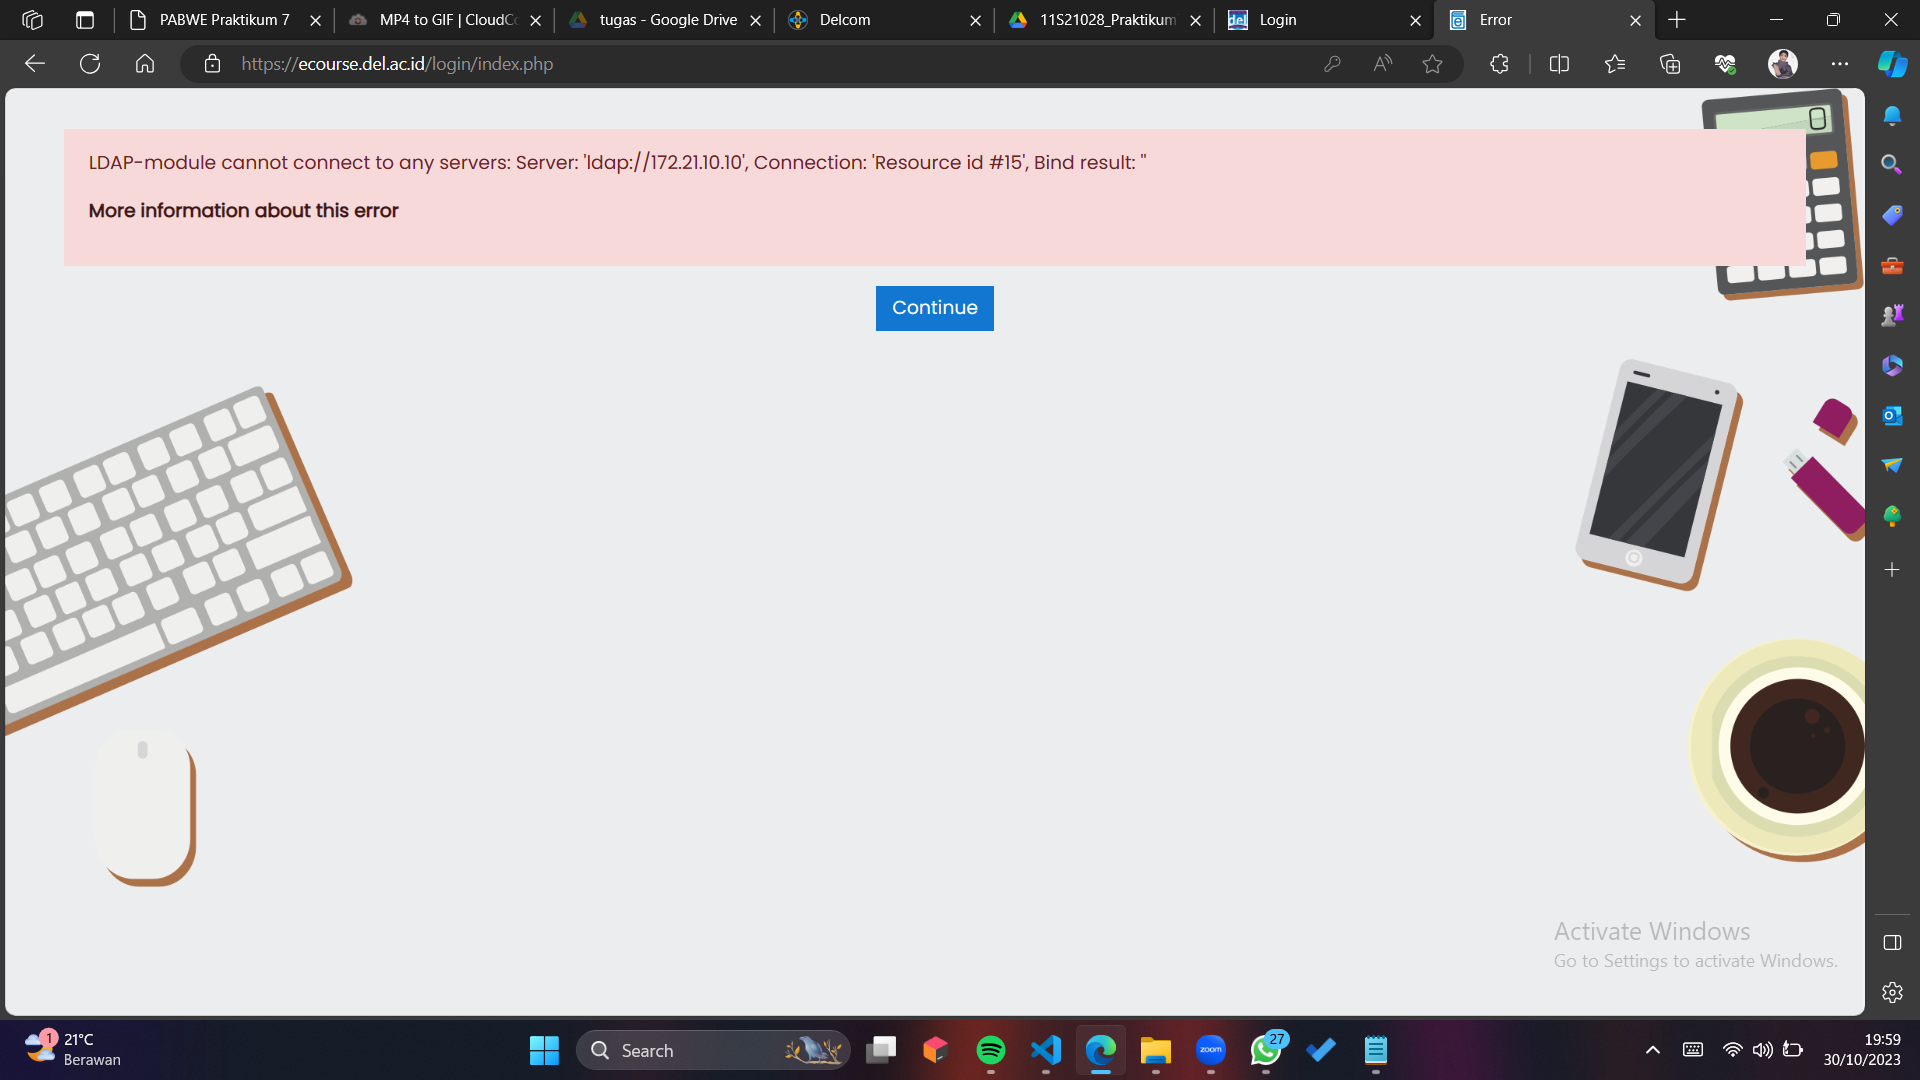 PABWE Praktikum 7
MP4 to GIF | CloudCo
tugas - Google Drive
Delcom
11S21028_Praktikum
del
Login
Error
https://ecourse.del.ac.id/login/index.php
0
LDAP-module cannot connect to any servers: Server: 'ldap://172.21.10.10', Connection: 'Resource id #15', Bind result: ''
More information about this error
Continue
Activate Windows
Go to Settings to activate Windows.
1
21°C
Berawan
Search
zoom
27
19:59
30/10/2023